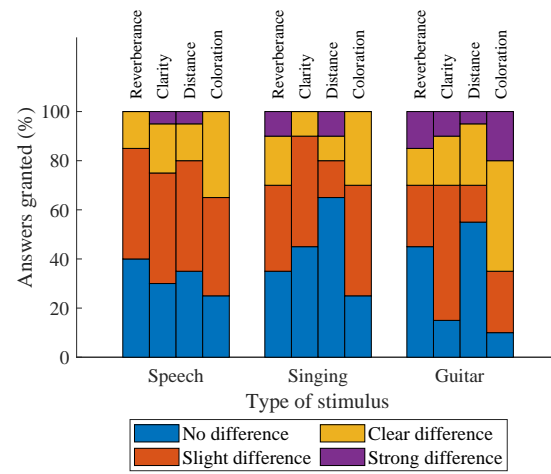 Reverberance Clarity Distance Coloration Reverberance Clarity Distance Coloration Reverberance Clarity Distance Coloration
Answers granted (%)
100
80
60
40
20
0
Speech Singing Guitar
Type of stimulus
No difference Clear difference
Slight difference Strong difference